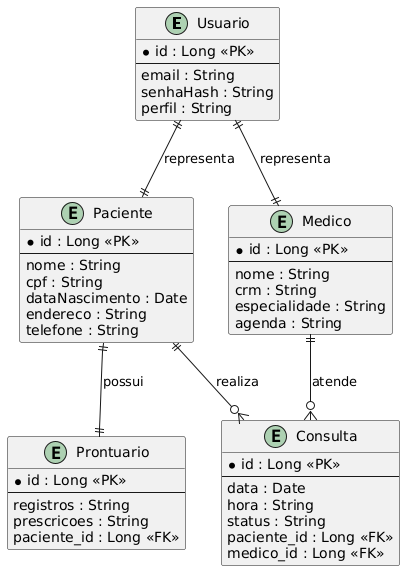 E Usuario
* id : Long «PK»
email : String
senhaHash : String
perfil : String
representa
representa
E Paciente
* id : Long «PK»
nome : String
cpf : String
dataNascimento : Date
endereco : String
telefone : String
E Medico
* id : Long «PK»
nome : String
crm : String
especialidade : String
agenda : String
possui
realiza
atende
E Prontuario
* id : Long «PK»
registros : String
prescricoes : String
paciente_id : Long «FK»
E Consulta
* id : Long «PK»
data : Date
hora : String
status : String
paciente_id : Long «FK»
medico_id : Long «FK»